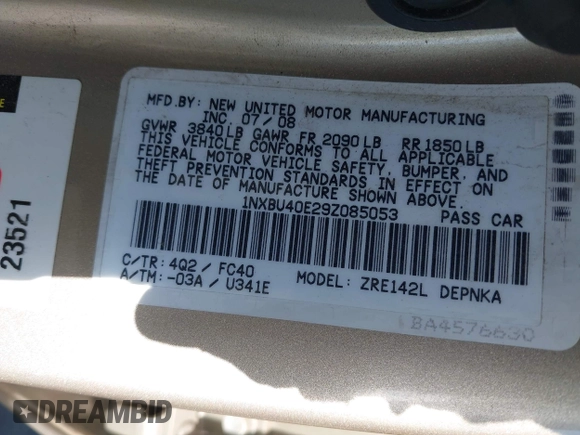 MFD.BY: NEW UNITED MOTOR MANUFACTURING
INC. 07/08
GVWR 3840LB GAWR FR 2090LB RR1850LB
THIS VEHICLE CONFORMS TO ALL APPLICABLE
FEDERAL MOTOR VEHICLE SAFETY, BUMPER, AND
THEFT PREVENTION STANDARDS IN EFFECT ON
THE DATE OF MANUFACTURE SHOWN ABOVE.
1NXBU40E29Z085053 PASS CAR
C/TR: 4Q2 / FC40
A/TM: -03A / U341E
MODEL: ZRE142L DEPNKA
BA4576630
23521
DREAMBID